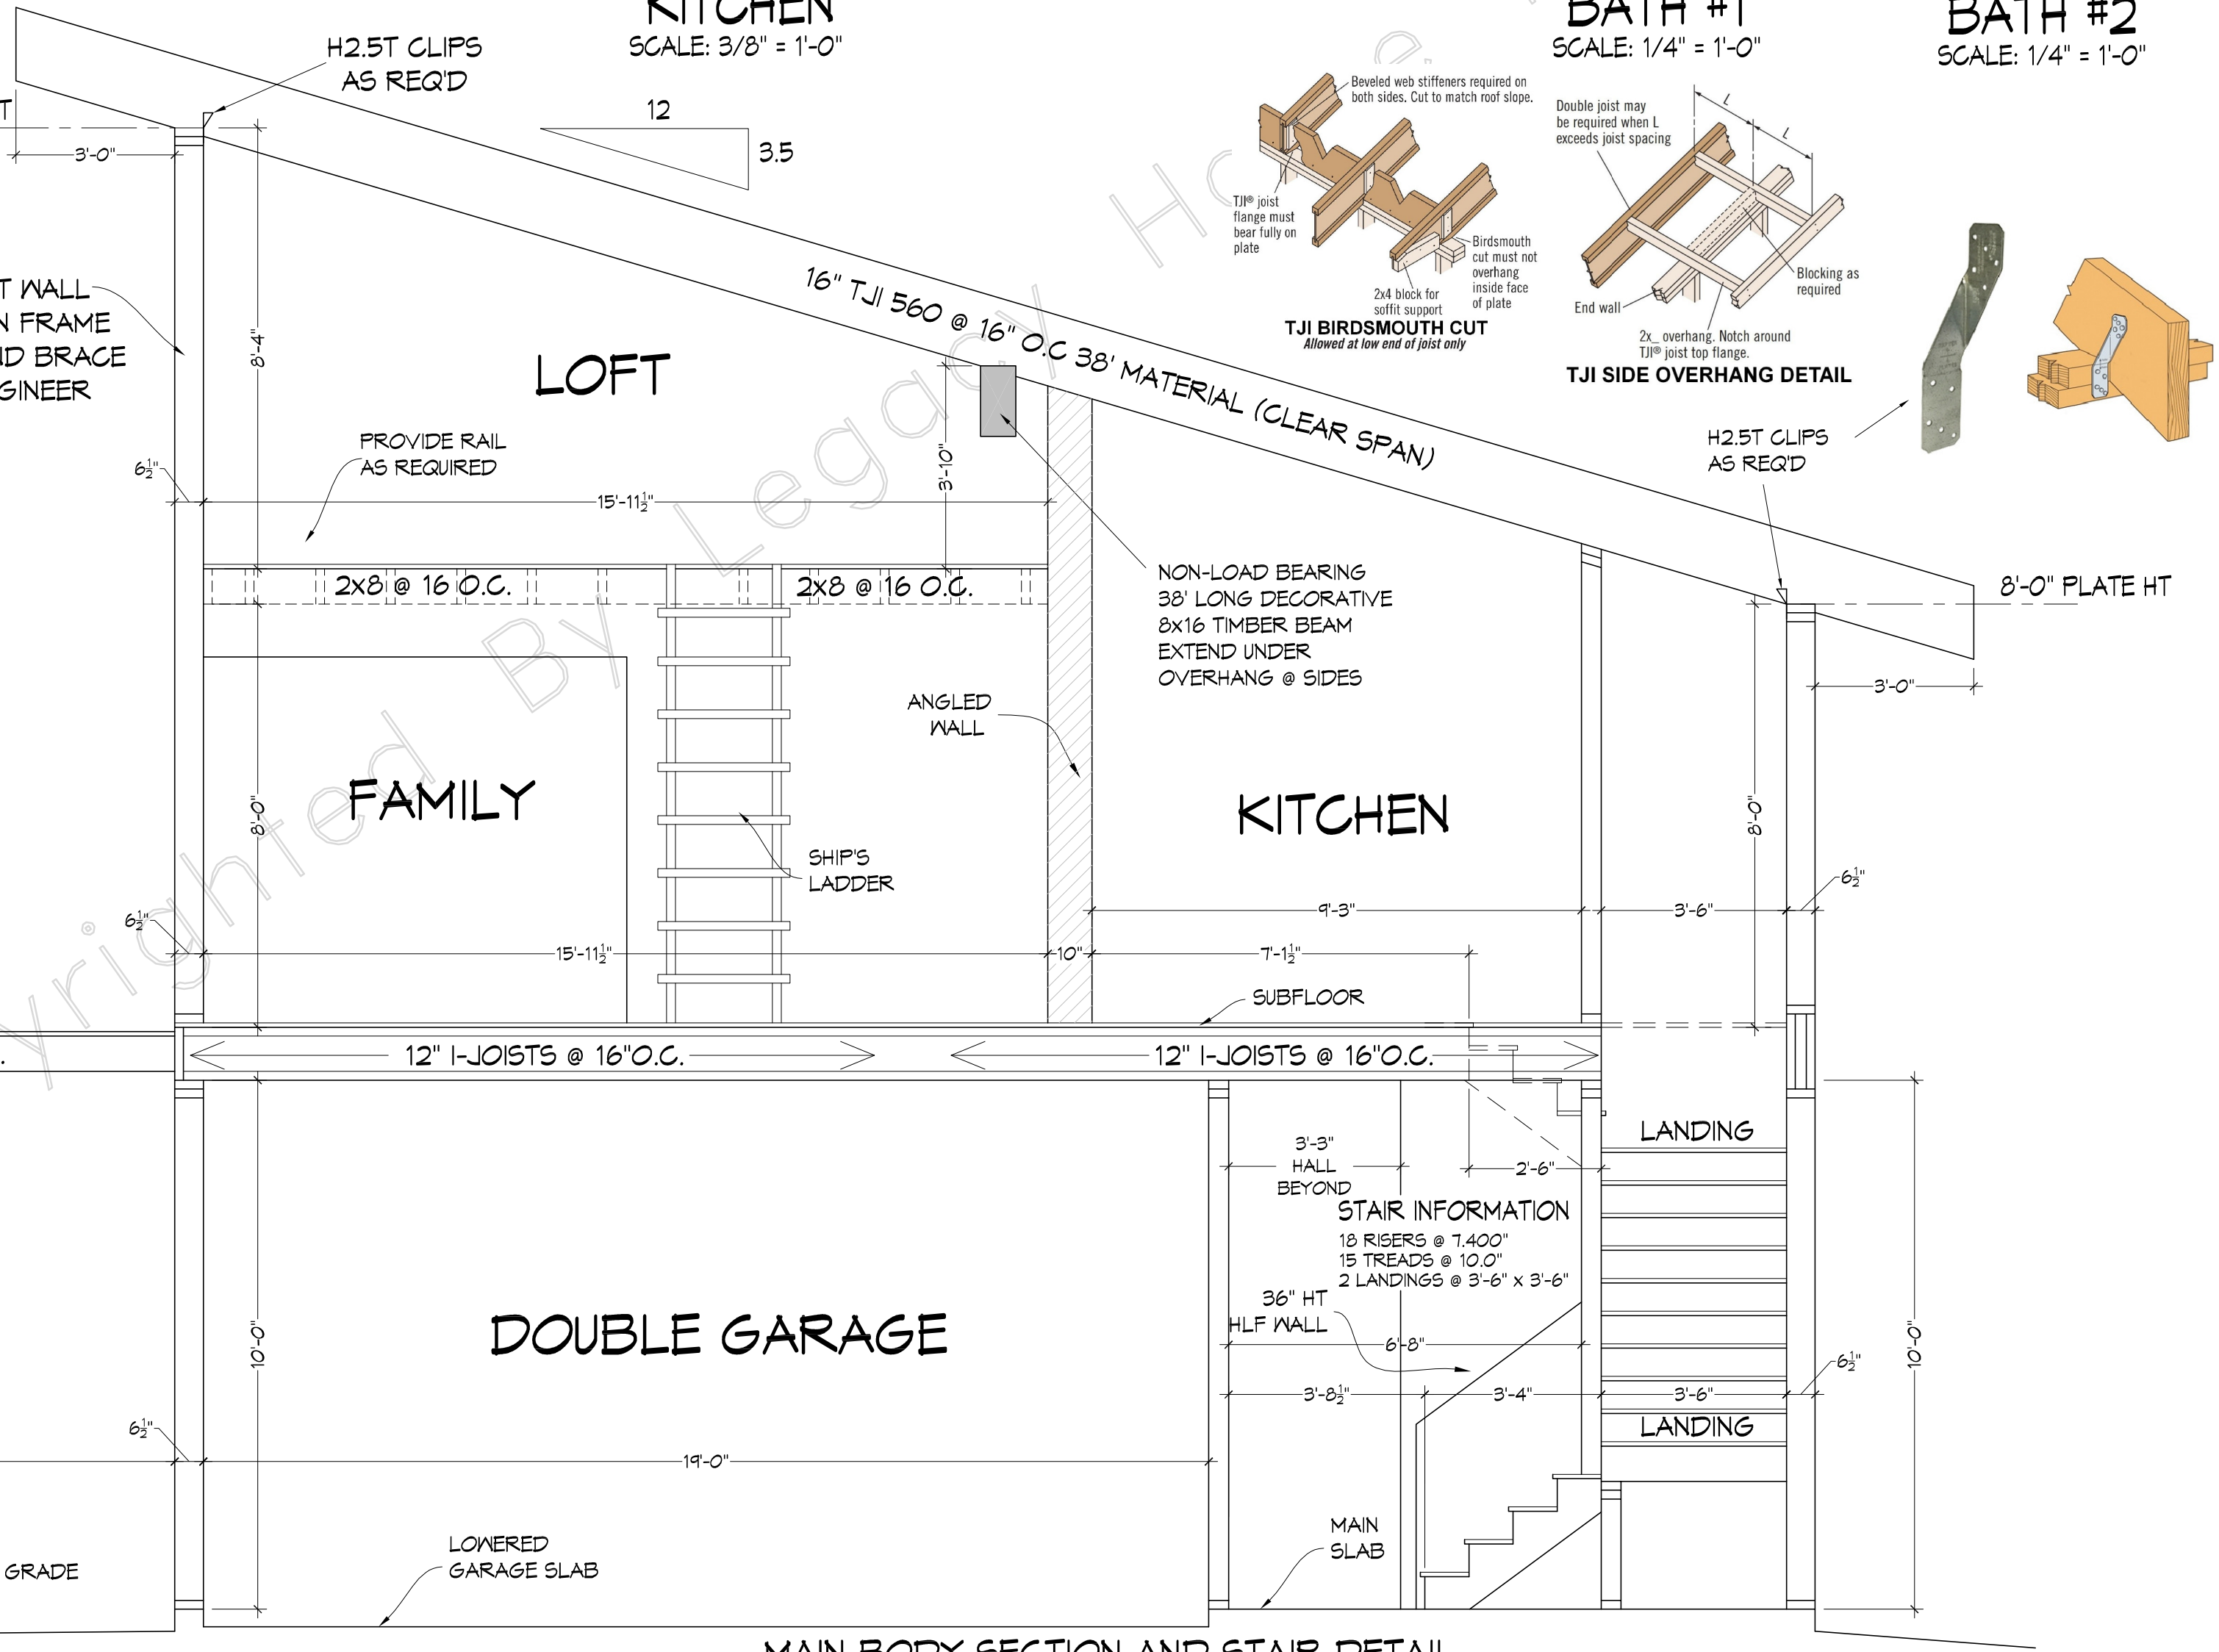 KITCHEN
SCALE: 3/8" = 1'-0"
BATH #1
SCALE: 1/4" = 1'-0"
BATH #2
SCALE: 1/4" = 1'-0"
H2.5T CLIPS
AS REQ'D
12
3.5
3'-0"
T WALL
N FRAME
ND BRACE
GINEER
8'-4"
LOFT
16" TJI 560 @ 16" O.C 38' MATERIAL (CLEAR SPAN)
Beveled web stiffeners required on
both sides. Cut to match roof slope.
TJI® joist
flange must
bear fully on
plate
Birdsmouth
cut must not
overhang
inside face
of plate
2x4 block for
soffit support
TJI BIRDSMOUTH CUT
Allowed at low end of joist only
Double joist may
be required when L
exceeds joist spacing
L
L
Blocking as
required
End wall
2x_ overhang. Notch around
TJI® joist top flange.
TJI SIDE OVERHANG DETAIL
H2.5T CLIPS
AS REQ'D
PROVIDE RAIL
AS REQUIRED
6½"
15'-11½"
3'-10"
2x8 @ 16 O.C.
2x8 @ 16 O.C.
NON-LOAD BEARING
38' LONG DECORATIVE
8x16 TIMBER BEAM
EXTEND UNDER
OVERHANG @ SIDES
8'-0" PLATE HT
3'-0"
ANGLED
WALL
FAMILY
8'-0"
SHIP'S
LADDER
KITCHEN
8'-0"
6½"
9'-3"
3'-6"
6½"
15'-11½"
10"
7'-1½"
SUBFLOOR
12" I-JOISTS @ 16"O.C.
12" I-JOISTS @ 16"O.C.
LANDING
3'-3"
HALL
BEYOND
2'-6"
STAIR INFORMATION
18 RISERS @ 7.400"
15 TREADS @ 10.0"
2 LANDINGS @ 3'-6" x 3'-6"
36" HT
HLF WALL
6'-8"
DOUBLE GARAGE
10'-0"
10'-0"
3'-8½"
3'-4"
3'-6"
6½"
LANDING
6½"
19'-0"
MAIN
SLAB
LOWERED
GARAGE SLAB
GRADE
MAIN BODY SECTION AND STAIR DETAIL
yrighted By Legacy Ho